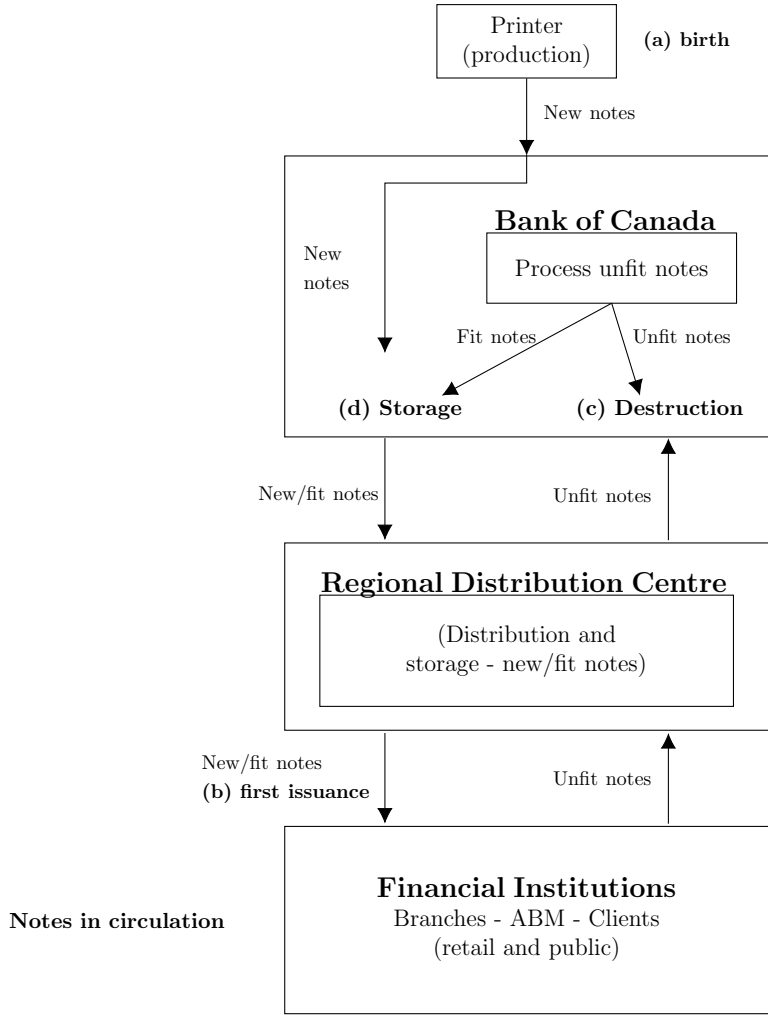 Printer
(production)
(a) birth
New notes
Bank of Canada
New
notes
Process unfit notes
Fit notes
Unfit notes
(d) Storage
(c) Destruction
New/fit notes
Unfit notes
Regional Distribution Centre
(Distribution and
storage - new/fit notes)
New/fit notes
(b) first issuance
Unfit notes
Financial Institutions
Notes in circulation
Branches - ABM - Clients
(retail and public)